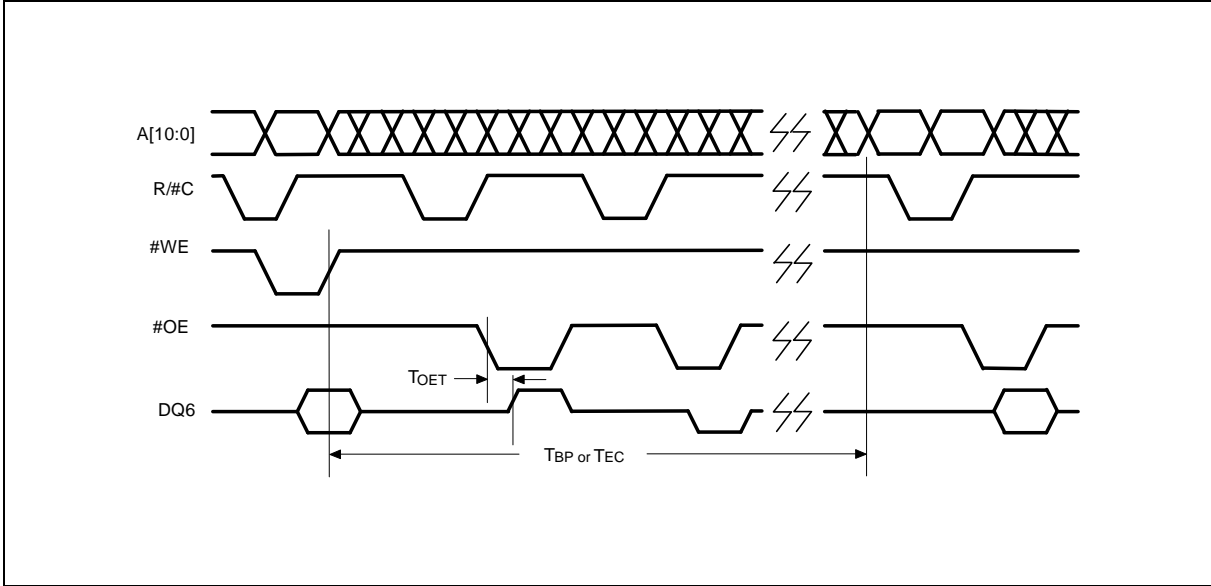 A[10:0]
R/#C
#WE
#OE
TOET
DQ6
TBP or TEC